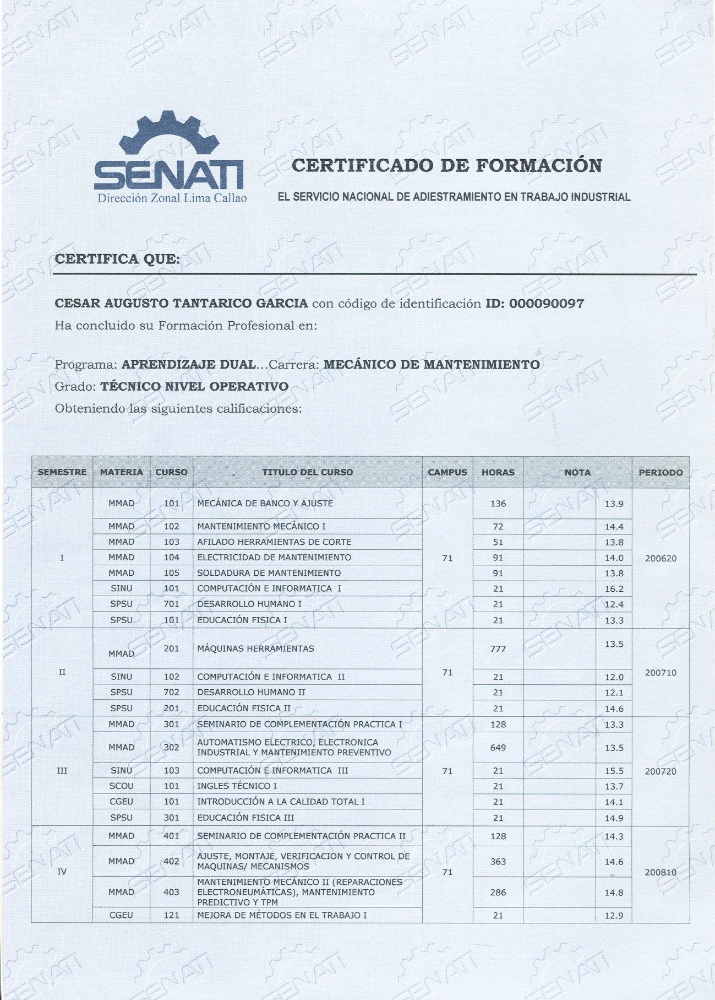 SENATI
Dirección Zonal Lima Callao
CERTIFICADO DE FORMACIÓN
EL SERVICIO NACIONAL DE ADIESTRAMIENTO EN TRABAJO INDUSTRIAL
CERTIFICA QUE:
CESAR AUGUSTO TANTARICO GARCIA con código de identificación ID: 000090097
Ha concluido su Formación Profesional en:
Programa: APRENDIZAJE DUAL...Carrera: MECÁNICO DE MANTENIMIENTO
Grado: TÉCNICO NIVEL OPERATIVO
Obteniendo las siguientes calificaciones:
SEMESTRE MATERIA CURSO TITULO DEL CURSO CAMPUS HORAS NOTA PERIODO
MMAD 101 MECÁNICA DE BANCO Y AJUSTE 136 13.9
MMAD 102 MANTENIMIENTO MECÁNICO I 72 14.4
MMAD 103 AFILADO HERRAMIENTAS DE CORTE 51 13.8
I MMAD 104 ELECTRICIDAD DE MANTENIMIENTO 71 91 14.0 200620
MMAD 105 SOLDADURA DE MANTENIMIENTO 91 13.8
SINU 101 COMPUTACIÓN E INFORMATICA I 21 16.2
SPSU 701 DESARROLLO HUMANO I 21 12.4
SPSU 101 EDUCACIÓN FISICA I 21 13.3
MMAD 201 MÁQUINAS HERRAMIENTAS 777 13.5
II SINU 102 COMPUTACIÓN E INFORMATICA II 71 21 12.0 200710
SPSU 702 DESARROLLO HUMANO II 21 12.1
SPSU 201 EDUCACIÓN FISICA II 21 14.6
MMAD 301 SEMINARIO DE COMPLEMENTACIÓN PRACTICA I 128 13.3
MMAD 302 AUTOMATISMO ELECTRICO, ELECTRONICA
INDUSTRIAL Y MANTENIMIENTO PREVENTIVO 649 13.5
III SINU 103 COMPUTACIÓN E INFORMATICA III 71 21 15.5 200720
SCOU 101 INGLES TÉCNICO I 21 13.7
CGEU 101 INTRODUCCIÓN A LA CALIDAD TOTAL I 21 14.1
SPSU 301 EDUCACIÓN FISICA III 21 14.9
MMAD 401 SEMINARIO DE COMPLEMENTACIÓN PRACTICA II 128 14.3
MMAD 402 AJUSTE, MONTAJE, VERIFICACION Y CONTROL DE
MAQUINAS/ MECANISMOS 363 14.6
IV 71 200810
MANTENIMIENTO MECÁNICO II (REPARACIONES
MMAD 403 ELECTRONEUMÁTICAS), MANTENIMIENTO 286 14.8
PREDICTIVO Y TPM
CGEU 121 MEJORA DE MÉTODOS EN EL TRABAJO I 21 12.9